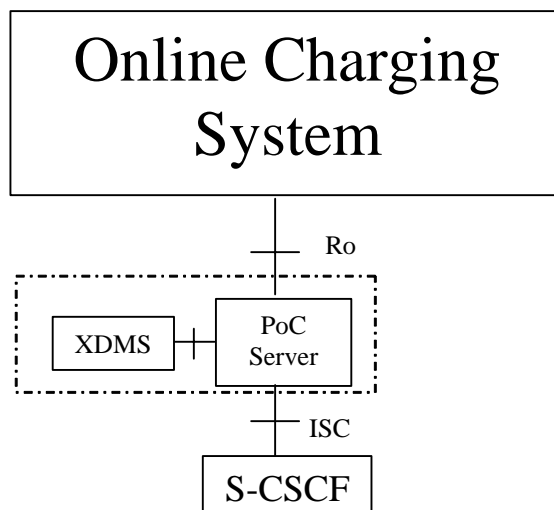 Online Charging
System
Ro
XDMS
PoC
Server
ISC
S-CSCF